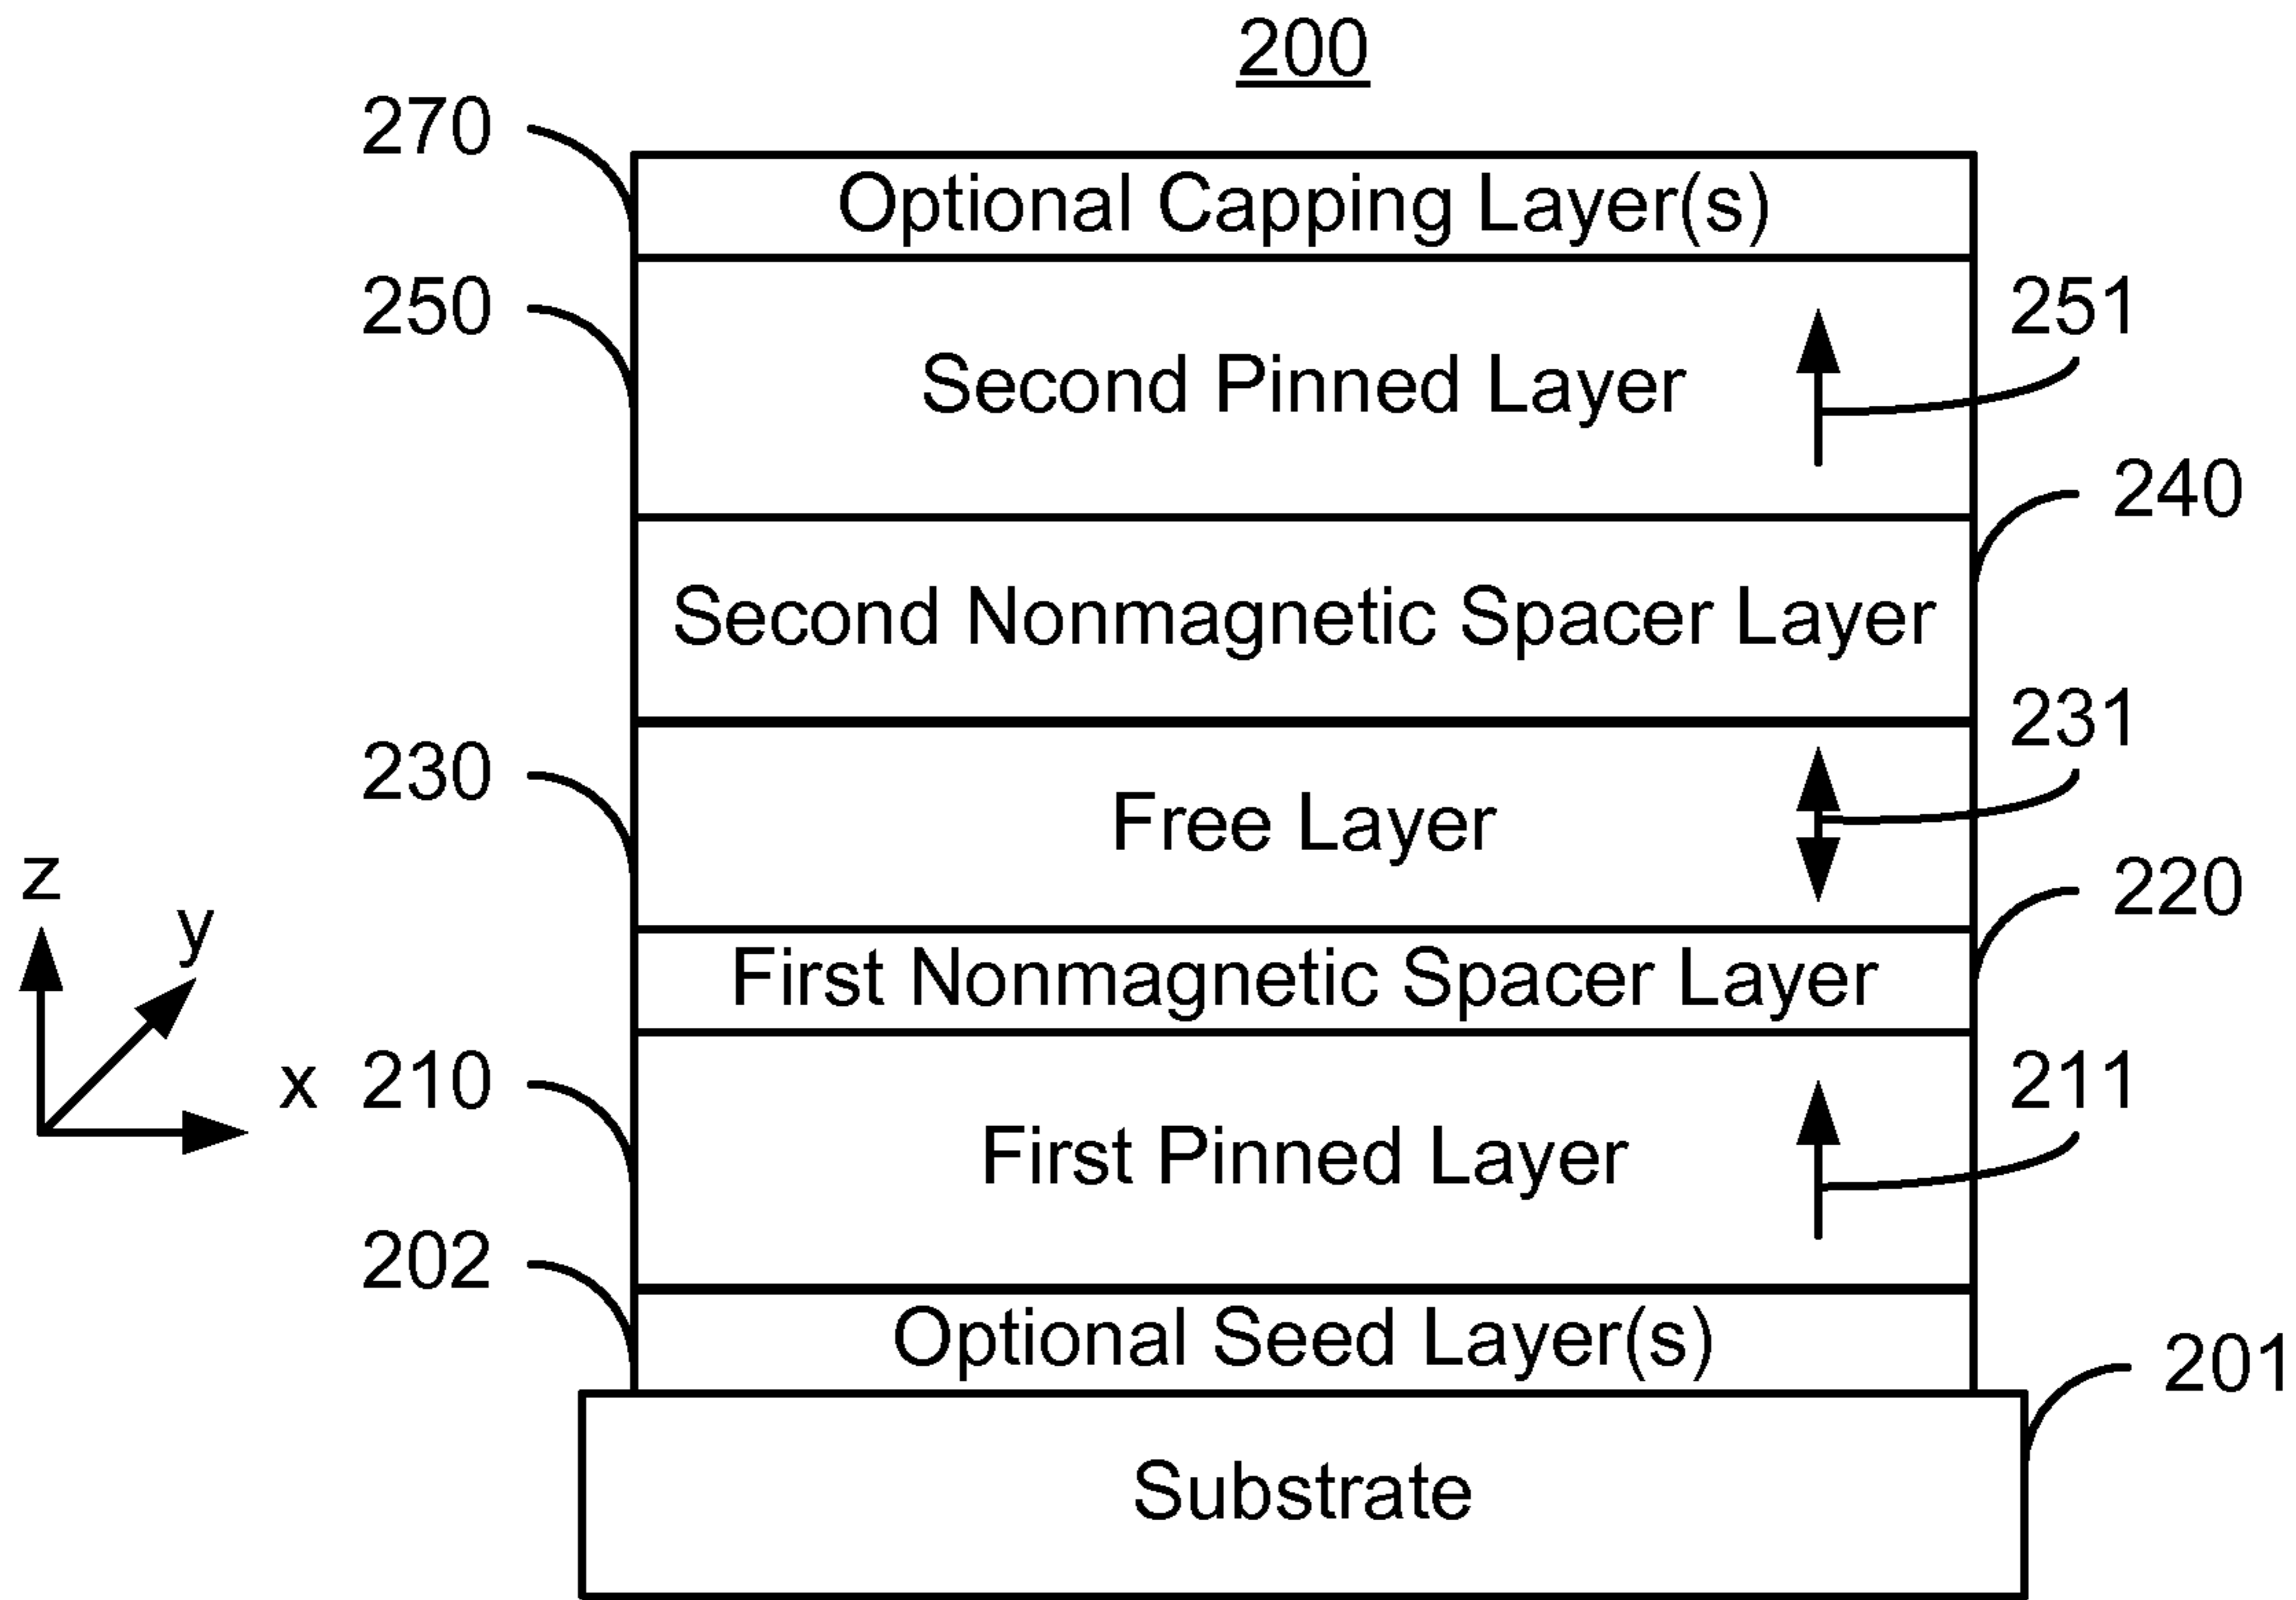 200
270
Optional Capping Layer(s)
250
Second Pinned Layer
251
240
Second Nonmagnetic Spacer Layer
231
230
Free Layer
220
z
y
First Nonmagnetic Spacer Layer
x
210
211
First Pinned Layer
202
Optional Seed Layer(s)
201
Substrate